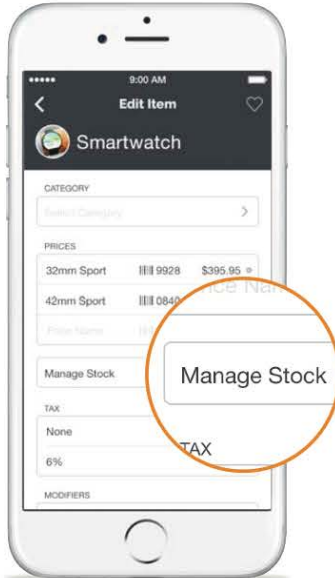 9:00 AM
Edit Item
Smartwatch
CATEGORY
Select Category
PRICES
32mm Sport 9928 $395.95
42mm Sport 0840
Price Name
Manage Stock
Manage Stock
TAX
TAX
None
6%
MODIFIERS